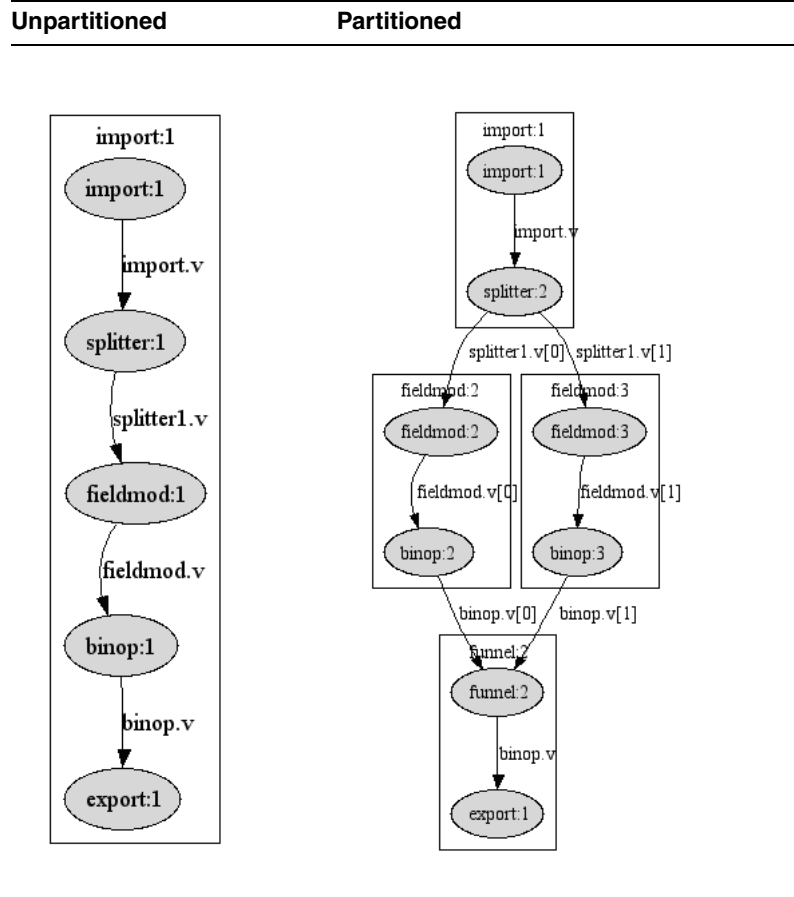 Unpartitioned
Partitioned
import:1
import:1
import.v
splitter:1
splitter1.v
fieldmod:1
fieldmod.v
binop:1
binop.v
export:1
import:1
import:1
import.v
splitter:2
splitter1.v[0] splitter1.v[1]
fieldmod:2 fieldmod:3
fieldmod:2 fieldmod:3
fieldmod.v[0] fieldmod.v[1]
binop:2 binop:3
binop.v[0] binop.v[1]
funnel:2
funnel:2
binop.v
export:1